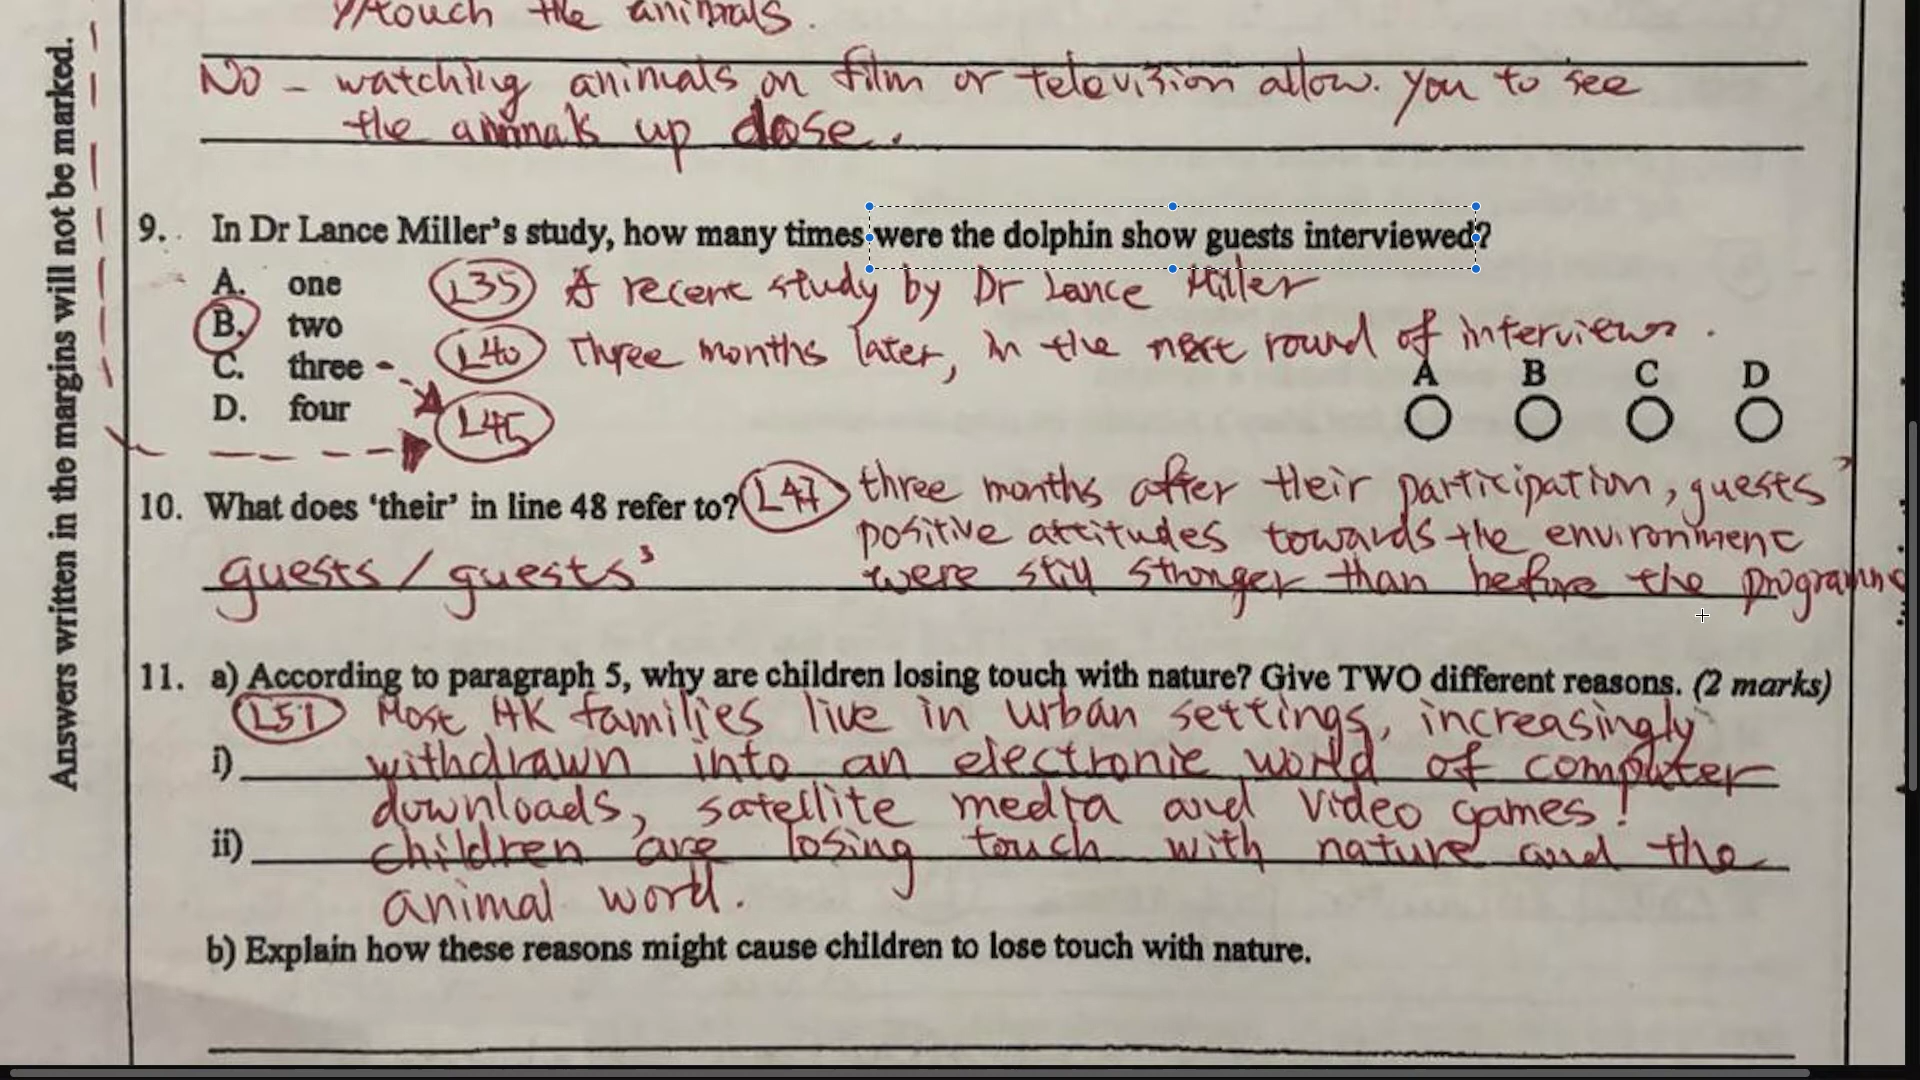 touch the animals.
No - watching animals on film or television allow. you to see
the animals up close.
Answers written in the margins will not be marked.
9. In Dr Lance Miller's study, how many times were the dolphin show guests interviewed?
A. one
B. two
C. three
D. four
L35 A recent study by Dr Lance Miller
L40 Three months later, in the next round of interviews.
L45
A B C D
10. What does 'their' in line 48 refer to?
L47 three months after their participation, guests'
positive attitudes towards the environment
were still stronger than before the programme
guests / guests'
11. a) According to paragraph 5, why are children losing touch with nature? Give TWO different reasons. (2 marks)
L51 Most HK families live in urban settings, increasingly
i) withdrawn into an electronic world of computer
downloads, satellite media and video games!
ii) children are losing touch with nature and the
animal word.
b) Explain how these reasons might cause children to lose touch with nature.